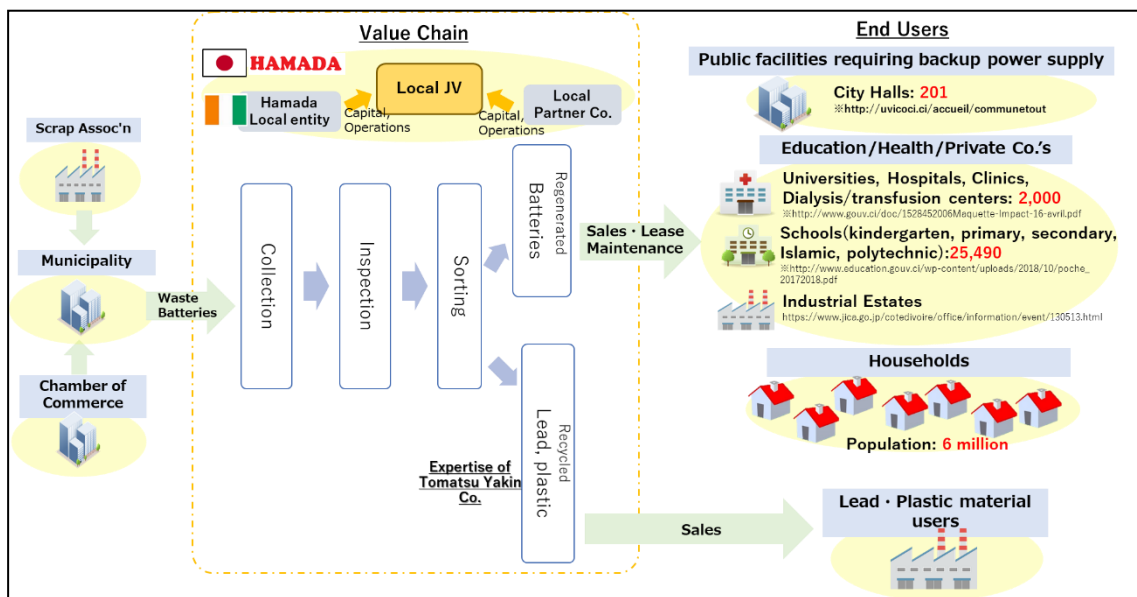 Value Chain
HAMADA
Local JV
Hamada
Local entity
Local
Partner Co.
Capital,
Operations
Capital,
Operations
Scrap Assoc'n
Municipality
Chamber of
Commerce
Waste
Batteries
Collection
Inspection
Sorting
Regenerated
Batteries
Recycled
Lead, plastic
Expertise of
Tomatsu Yakin
Co.
Sales・Lease
Maintenance
Sales
End Users
Public facilities requiring backup power supply
City Halls: 201
※http://uvicoci.ci/accueil/communetout
Education/Health/Private Co.'s
Universities, Hospitals, Clinics,
Dialysis/transfusion centers: 2,000
※http://www.gouv.ci/doc/1528452006Maquette-Impact-16-avril.pdf
Schools(kindergarten, primary, secondary,
Islamic, polytechnic):25,490
※http://www.education.gouv.ci/wp-content/uploads/2018/10/poche_
20172018.pdf
Industrial Estates
https://www.jica.go.jp/cotedivoire/office/information/event/130513.html
Households
Population: 6 million
Lead・Plastic material
users